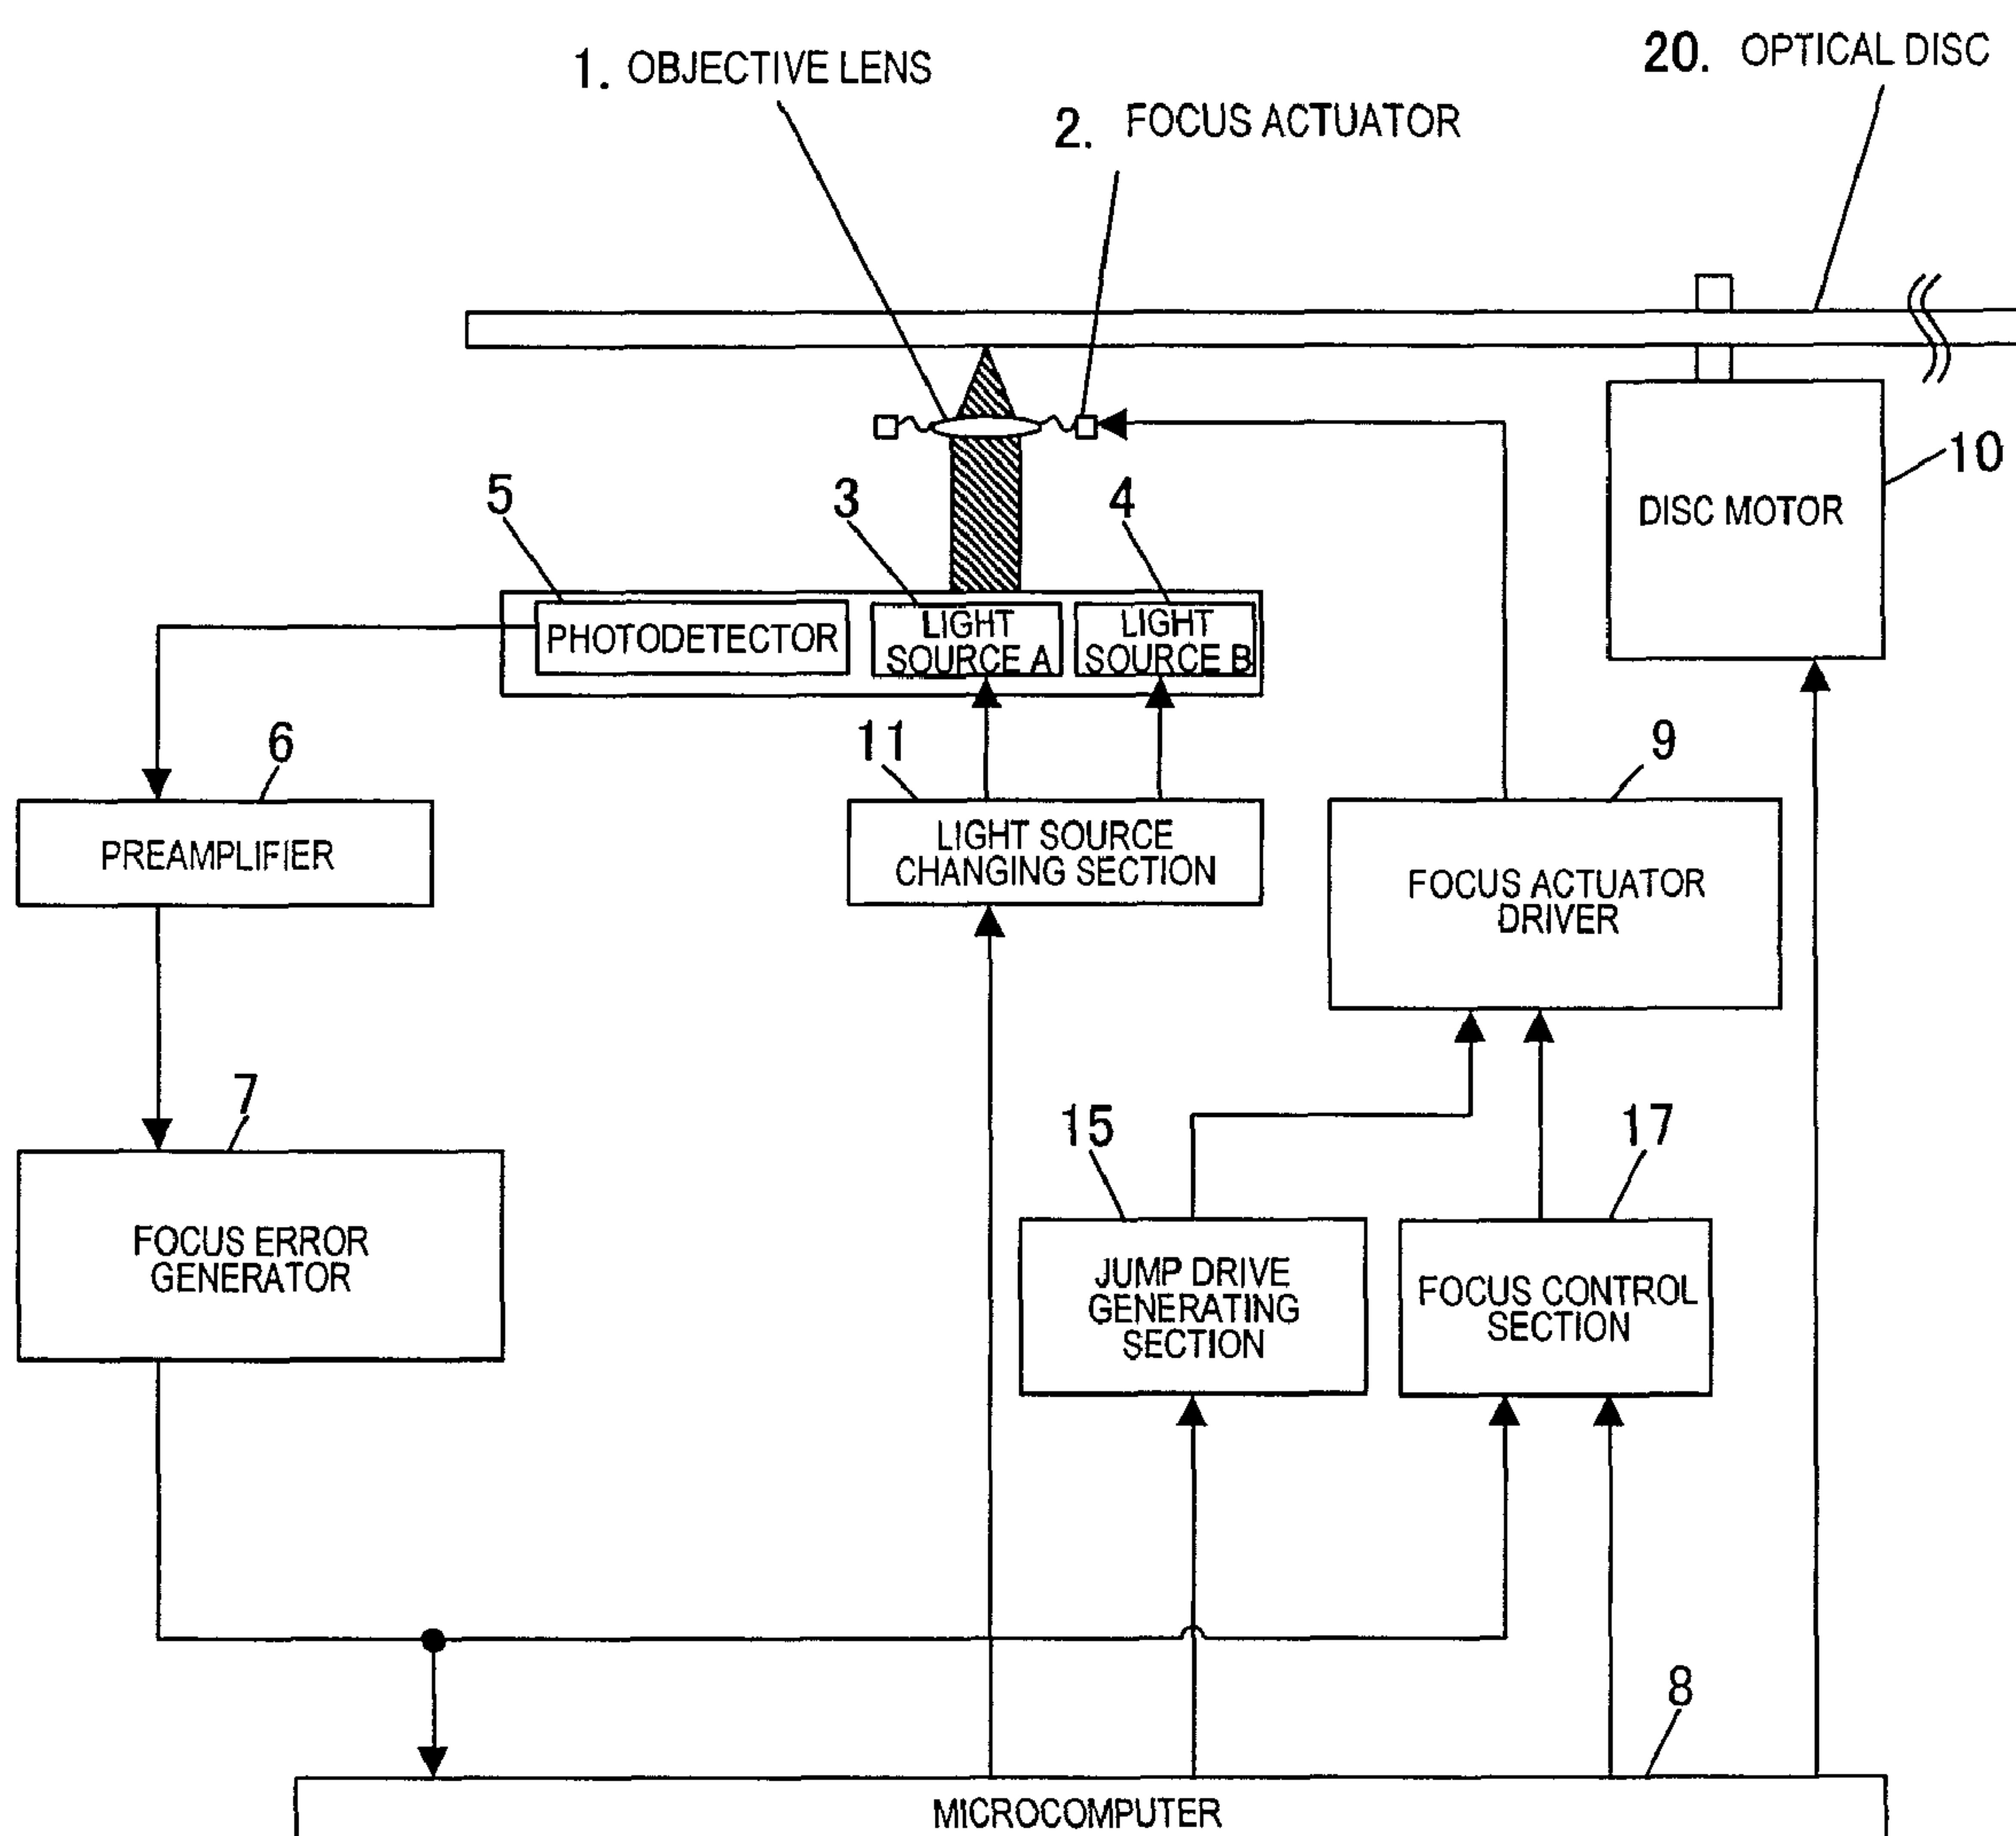 1. OBJECTIVE LENS
20. OPTICAL DISC
2. FOCUS ACTUATOR
10
DISC MOTOR
5
3
4
PHOTODETECTOR
LIGHT
SOURCE A
LIGHT
SOURCE B
6
11
9
PREAMPLIFIER
LIGHT SOURCE
CHANGING SECTION
FOCUS ACTUATOR
DRIVER
7
15
17
FOCUS ERROR
GENERATOR
JUMP DRIVE
GENERATING
SECTION
FOCUS CONTROL
SECTION
8
MICROCOMPUTER